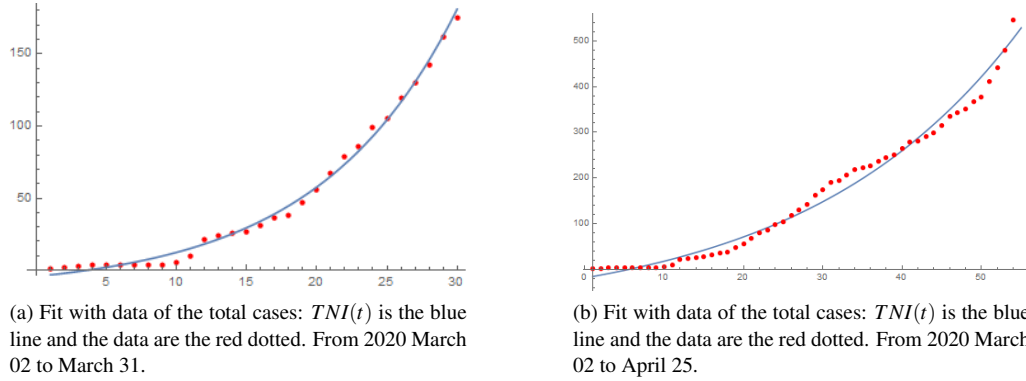 150
100
50
5 10 15 20 25 30
500
400
300
200
100
0 10 20 30 40 50
(a) Fit with data of the total cases: TNI(t) is the blue
line and the data are the red dotted. From 2020 March
02 to March 31.
(b) Fit with data of the total cases: TNI(t) is the blue
line and the data are the red dotted. From 2020 March
02 to April 25.